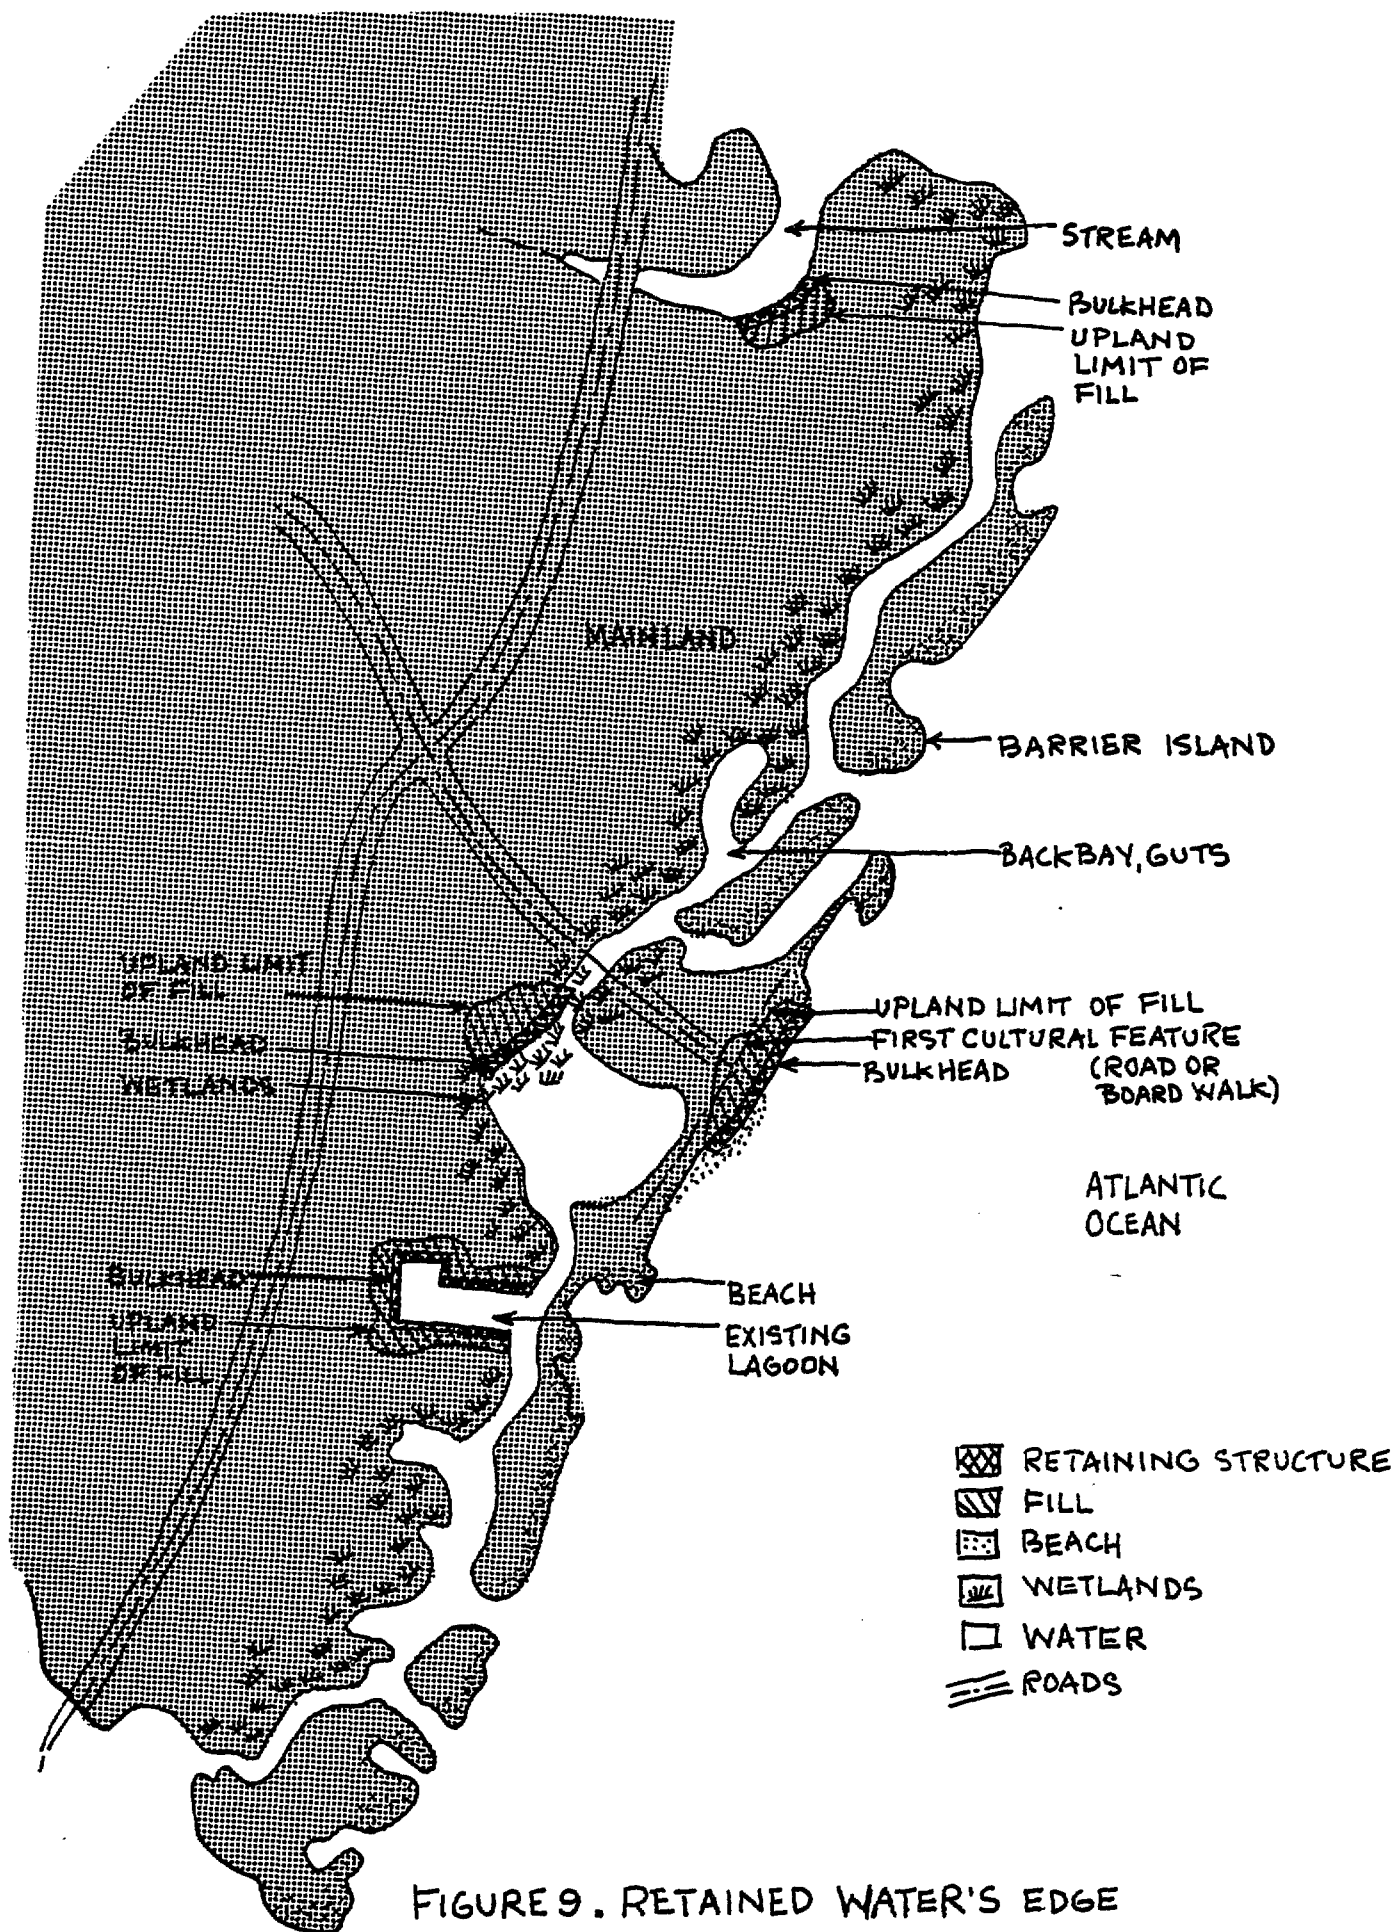 STREAM
BULKHEAD
UPLAND
LIMIT OF
FILL
MAINLAND
BARRIER ISLAND
BACKBAY, GUTS
UPLAND LIMIT
OF FILL
BULKHEAD
WETLANDS
UPLAND LIMIT OF FILL
FIRST CULTURAL FEATURE
BULKHEAD (ROAD OR
BOARD WALK)
ATLANTIC
OCEAN
BULKHEAD
UPLAND
LIMIT
OF FILL
BEACH
EXISTING
LAGOON
RETAINING STRUCTURE
FILL
BEACH
WETLANDS
WATER
ROADS
FIGURE 9. RETAINED WATER'S EDGE